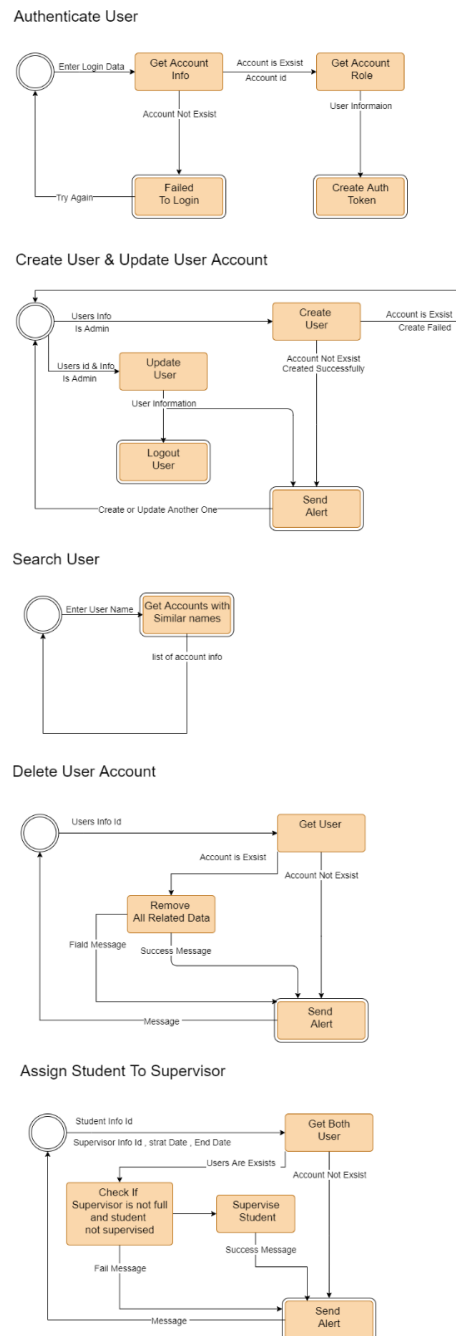 Authenticate User
Enter Login Data
Get Account
Info
Account is Exsist
Account id
Get Account
Role
Account Not Exsist
User Informaion
Try Again
Failed
To Login
Create Auth
Token
Create User & Update User Account
Users Info
Is Admin
Create
User
Account is Exsist
Create Failed
Users id & Info
Is Admin
Update
User
Account Not Exsist
Created Successfully
User Information
Logout
User
Send
Alert
Create or Update Another One
Search User
Enter User Name
Get Accounts with
Similar names
list of account info
Delete User Account
Users Info Id
Get User
Account is Exsist
Account Not Exsist
Remove
All Related Data
Fiald Message
Success Message
Send
Alert
Message
Assign Student To Supervisor
Student Info Id
Supervisor Info Id , strat Date , End Date
Get Both
User
Users Are Exsists
Account Not Exsist
Check If
Supervisor is not full
and student
not supervised
Supervise
Student
Success Message
Fail Message
Send
Alert
Message